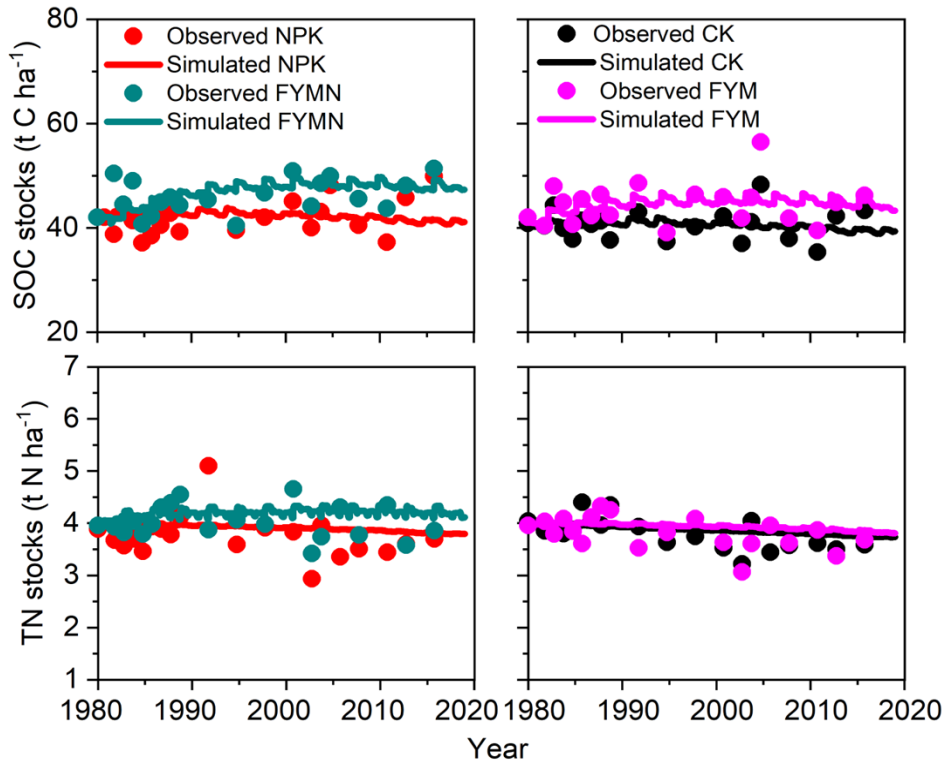 80
60
40
20
SOC stocks (t C ha⁻¹)
Observed NPK
Simulated NPK
Observed FYMN
Simulated FYMN
Observed CK
Simulated CK
Observed FYM
Simulated FYM
7
6
5
4
3
2
1
TN stocks (t N ha⁻¹)
1980 1990 2000 2010 2020
1980 1990 2000 2010 2020
Year